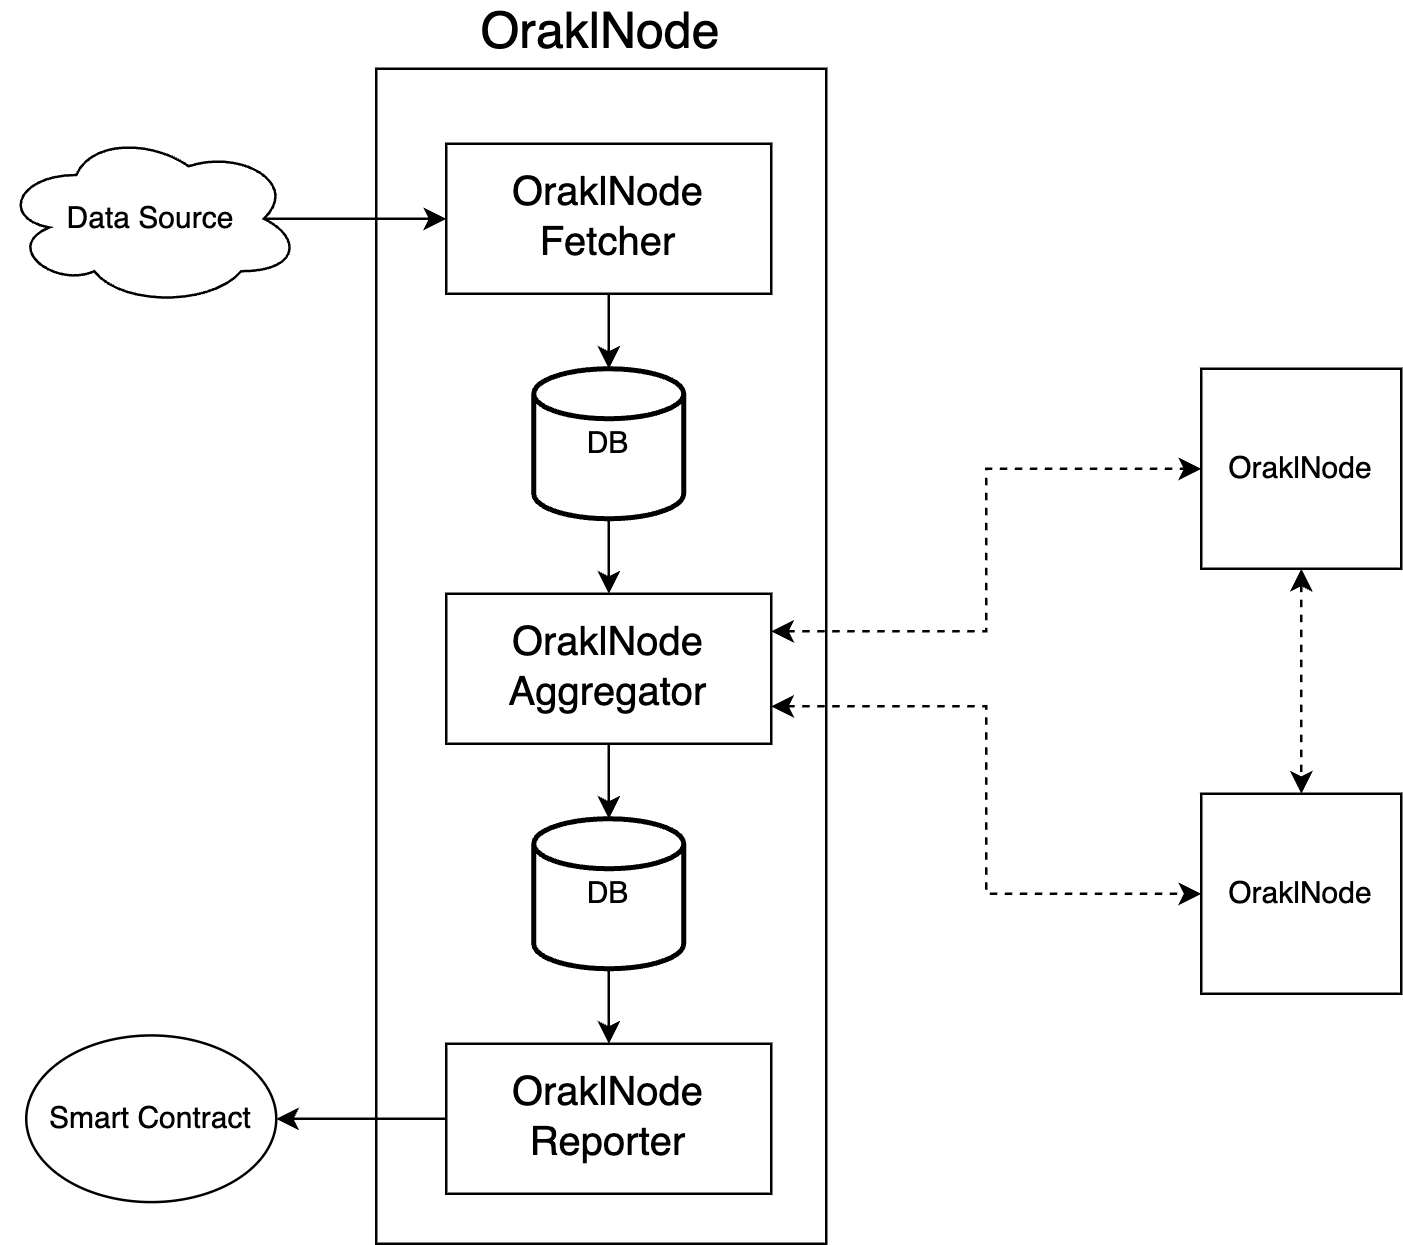 OraklNode
Data Source
OraklNode
Fetcher
DB
OraklNode
OraklNode
Aggregator
DB
OraklNode
Smart Contract
OraklNode
Reporter